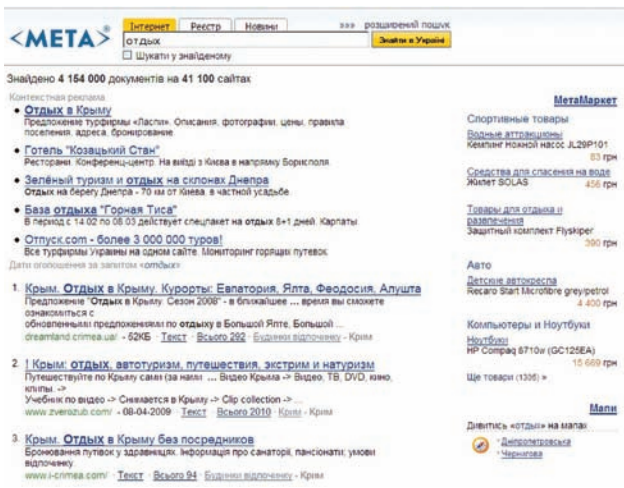 <МЕТА>®
Інтернет Реєстр Новини »»» розширений пошук
отдых Знайти в Україні
Шукати у знайденому
Знайдено 4 154 000 документів на 41 100 сайтах
Контекстная реклама
• Отдых в Крыму
Предложение турфирмы «Ласпи». Описания, фотографии, цены, правила
поселения, адреса, бронирование.
• Готель "Козацький Стан"
Ресторани. Конференц-центр. На виїзді з Києва в напрямку Борисполя.
• Зелёный туризм и отдых на склонах Днепра
Отдых на берегу Днепра - 70 км от Киева, в частной усадьбе.
• База отдыха "Горная Тиса"
В период с 14.02 по 08.03 действует спецпакет на отдых 8+1 дней. Карпаты.
• Отпуск.com - более 3 000 000 туров!
Все турфирмы Украины на одном сайте. Мониторинг горящих путевок.
Дати оголошення за запитом «отдых»
1. Крым. Отдых в Крыму. Курорты: Евпатория, Ялта, Феодосия, Алушта
Предложение "Отдых в Крыму. Сезон 2008" - в ближайшее ... время вы сможете
ознакомиться с
обновленными предложениями по отдыху в Большой Ялте, Большой ...
dreamland.crimea.ua/ - 52КБ · Текст · Всього 292 · Будинки відпочинку - Крим
2. ! Крым: отдых, автотуризм, путешествия, экстрим и натуризм
Путешествуйте по Крыму сами (за нами .... Видео Крыма -> Видео, ТВ, DVD, кино,
клипы. ->
Учебник по видео -> Снимается в Крыму -> Clip collection -> ...
www.zverozub.com/ - 08-04-2009 · Текст · Всього 2010 · Крим - Крим
3. Крым. Отдых в Крыму без посредников
Бронювання путівок у здравницях. Інформація про санаторії, пансіонати; умови
відпочинку.
www.i-crimea.com/ · Текст · Всього 94 · Будинки відпочинку - Крим
МетаМаркет
Спортивные товары
Водные аттракционы
Кемпинг Ножной насос JL29P101
83 грн
Средства для спасения на воде
Жилет SOLAS 456 грн
Товары для отдыха и
развлечения
Защитный комплект Flyskiper
390 грн
Авто
Детские автокресла
Recaro Start Microfibre grey/petrol
4 400 грн
Компьютеры и Ноутбуки
Ноутбуки
HP Compaq 8710w (GC125EA)
15 669 грн
Ще товари (1306) »
Мапи
Дивитись «отдых» на мапах
· Дніпропетровська
· Чернигова